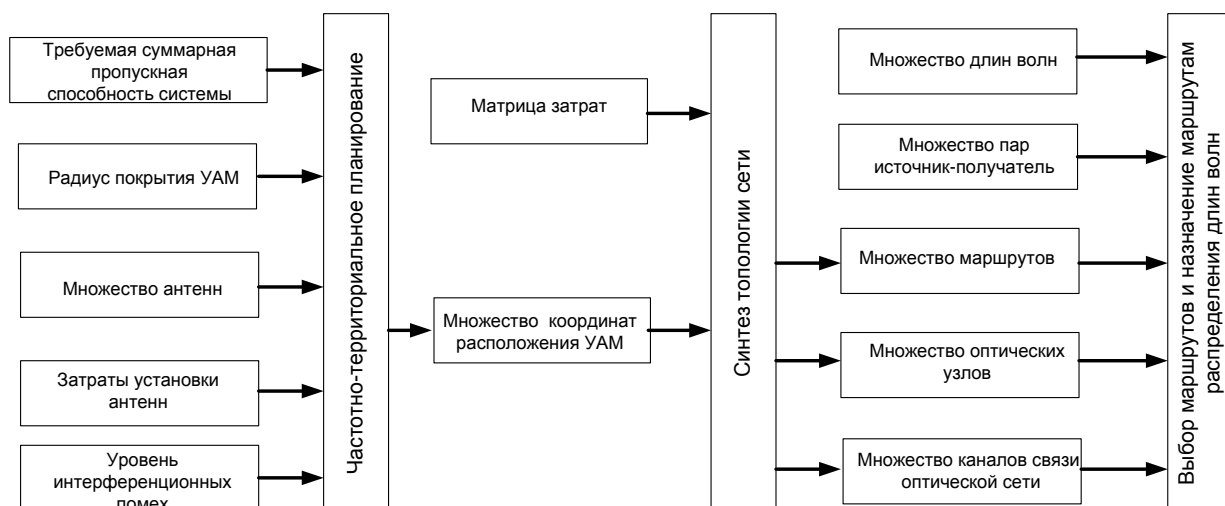 Требуемая суммарная
пропускная
способность системы
Радиус покрытия УАМ
Множество антенн
Затраты установки
антенн
Уровень
интерференционных
помех
Частотно-территориальное планирование
Матрица затрат
Множество координат
расположения УАМ
Синтез топологии сети
Множество длин волн
Множество пар
источник-получатель
Множество маршрутов
Множество оптических
узлов
Множество каналов связи
оптической сети
Выбор маршрутов и назначение маршрутам
распределения длин волн